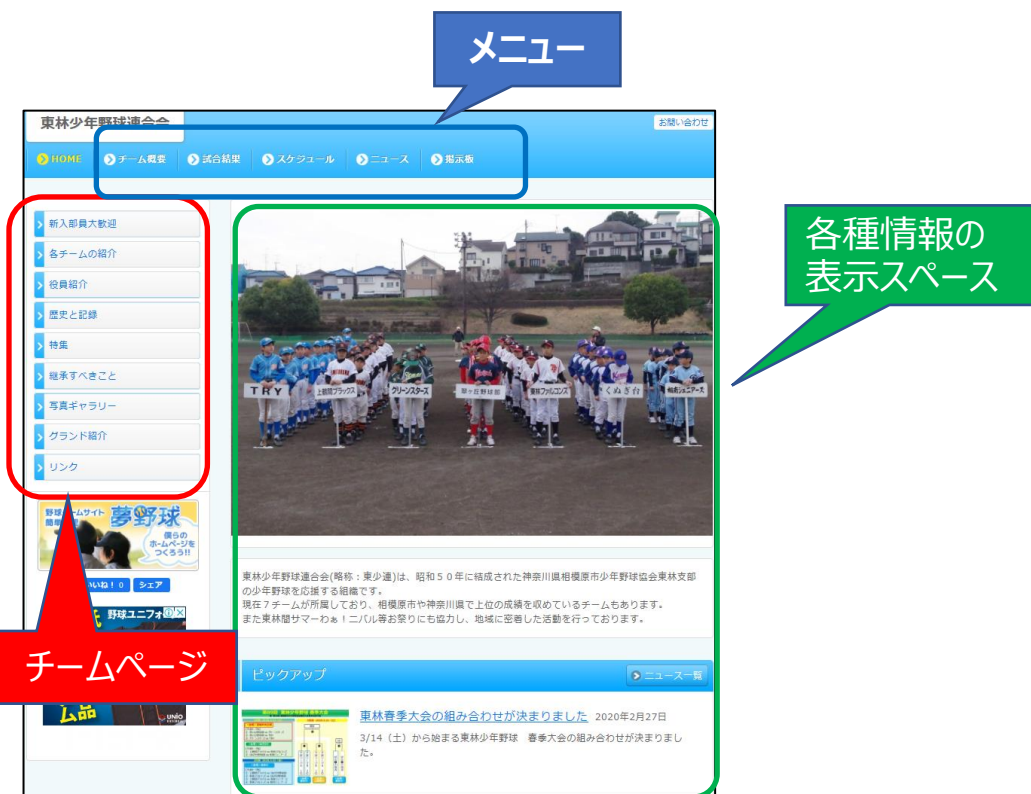 メニュー
東林少年野球連合会
お問い合わせ
HOME
チーム概要
試合結果
スケジュール
ニュース
掲示板
新入部員大歓迎
各チームの紹介
役員紹介
歴史と記録
特集
継承すべきこと
写真ギャラリー
グランド紹介
リンク
各種情報の
表示スペース
TRY
上鶴間ブラックス
グリーンスターズ
翠ヶ丘野球部
東林ファルコンズ
くぬぎ台
夢野球
僕らの
ホームページを
つくろう!!
いいね! 0
シェア
野球ユニフォ
チームページ
ム品
UNIO
東林少年野球連合会(略称:東少連)は、昭和50年に結成された神奈川県相模原市少年野球協会東林支部
の少年野球を応援する組織です。
現在7チームが所属しており、相模原市や神奈川県で上位の成績を収めているチームもあります。
また東林間サマーわぁ!ニバル等お祭りにも協力し、地域に密着した活動を行っております。
ピックアップ
ニュース一覧
東林春季大会の組み合わせが決まりました 2020年2月27日
3/14(土)から始まる東林少年野球 春季大会の組み合わせが決まりまし
た。